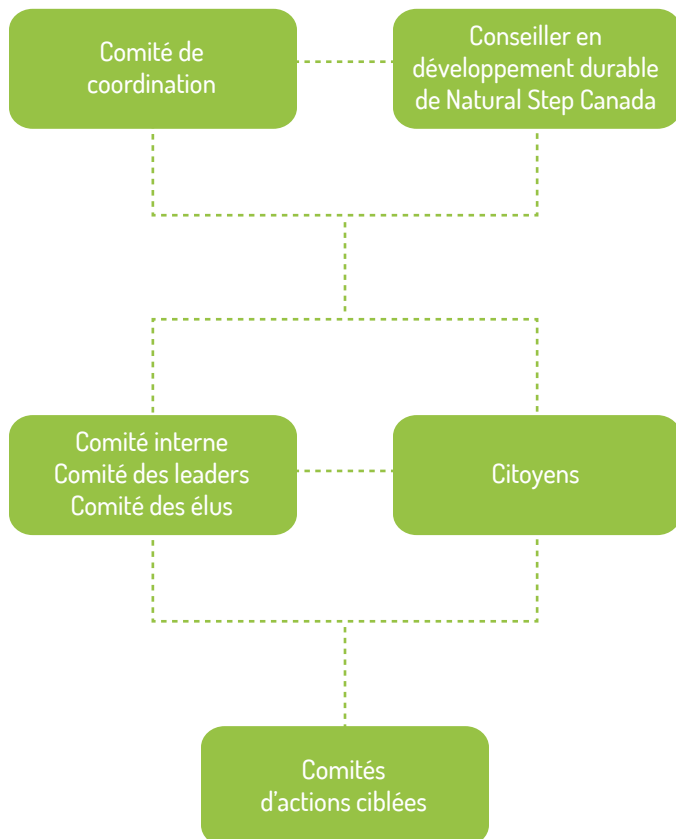 Comité de
coordination
Conseiller en
développement durable
de Natural Step Canada
Comité interne
Comité des leaders
Comité des élus
Citoyens
Comités
d’actions ciblées